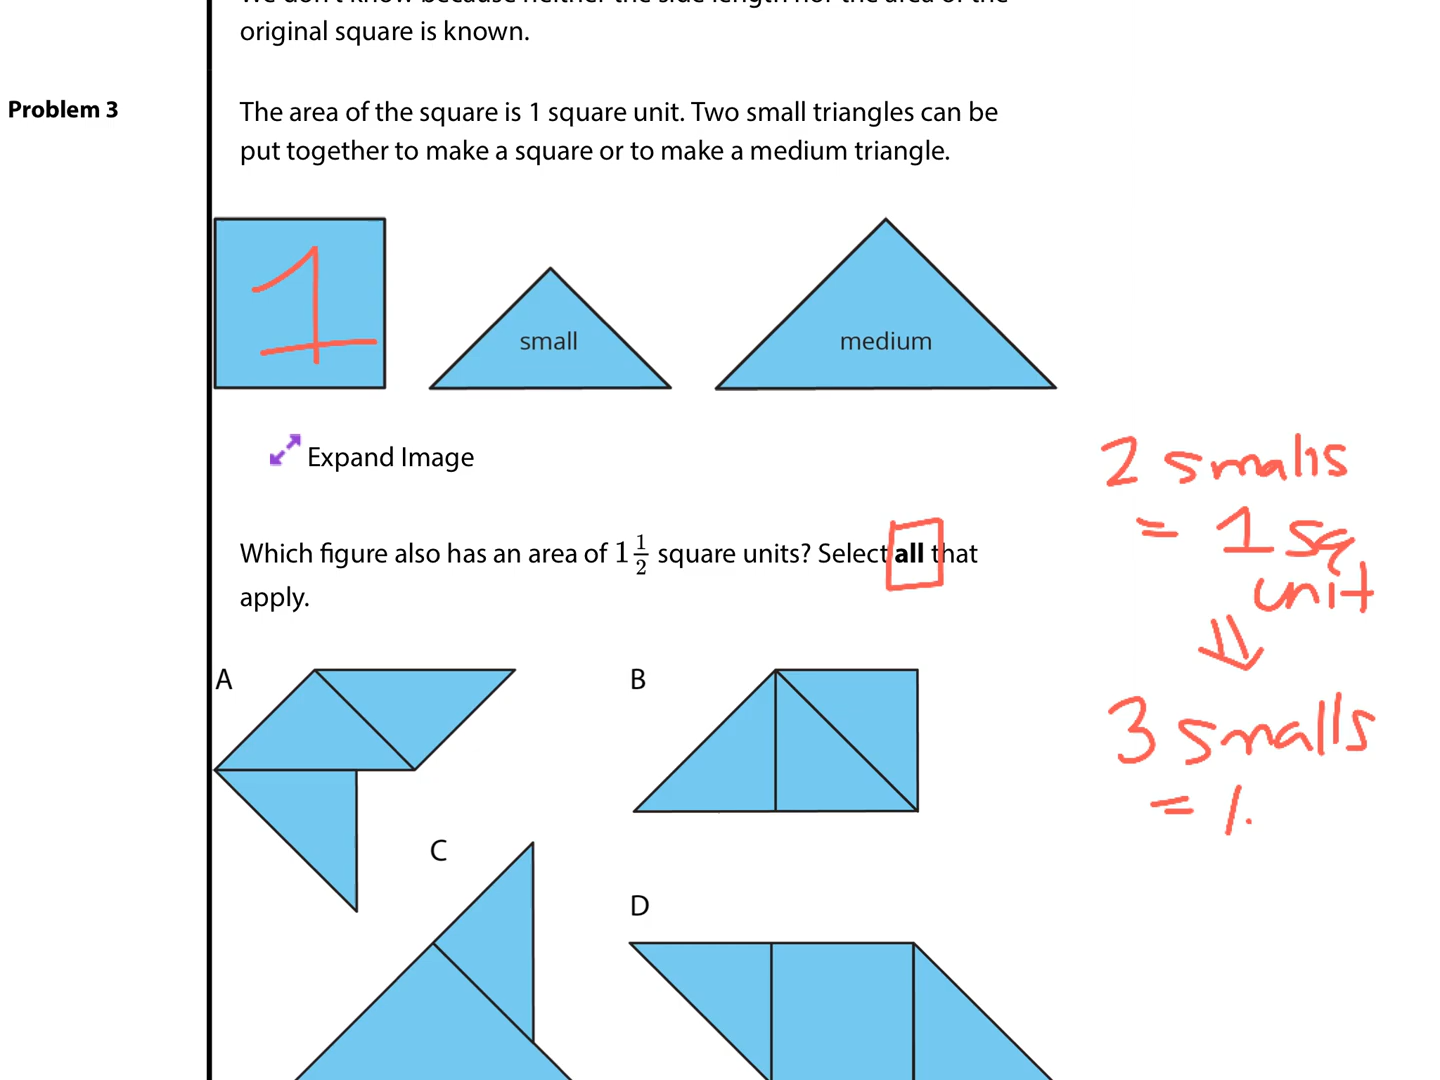 original square is known.
Problem 3
The area of the square is 1 square unit. Two small triangles can be
put together to make a square or to make a medium triangle.
1
small
medium
Expand Image
2 smalls
= 1 sq
unit
Which figure also has an area of 1 1/2 square units? Select all that
apply.
⇓
3 smalls
= 1.
A
B
C
D